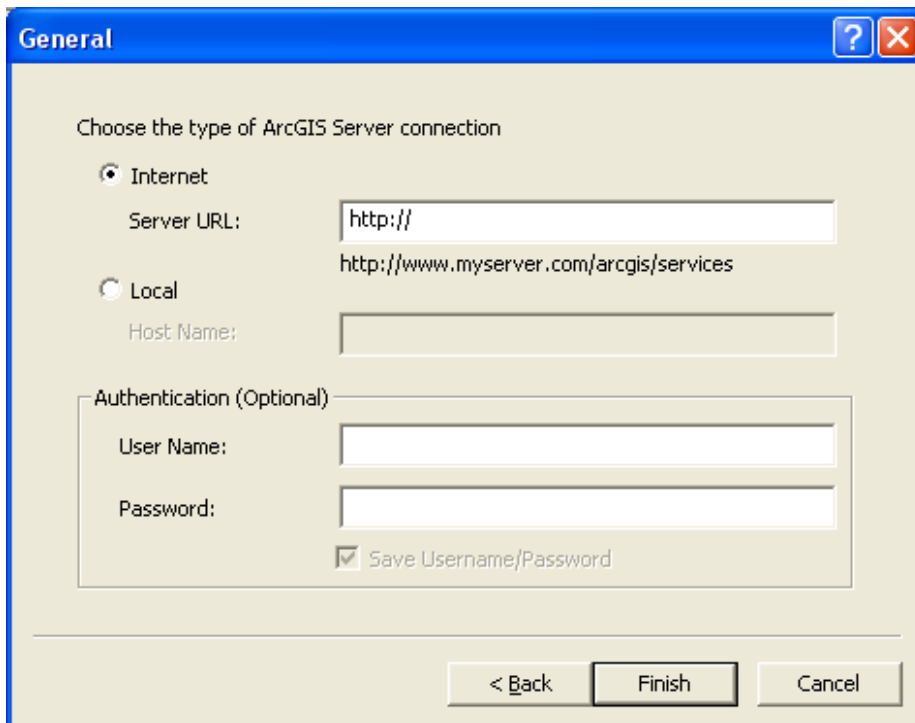 General
Choose the type of ArcGIS Server connection
Internet
Server URL: http://
http://www.myserver.com/arcgis/services
Local
Host Name:
Authentication (Optional)
User Name:
Password:
Save Username/Password
< Back Finish Cancel